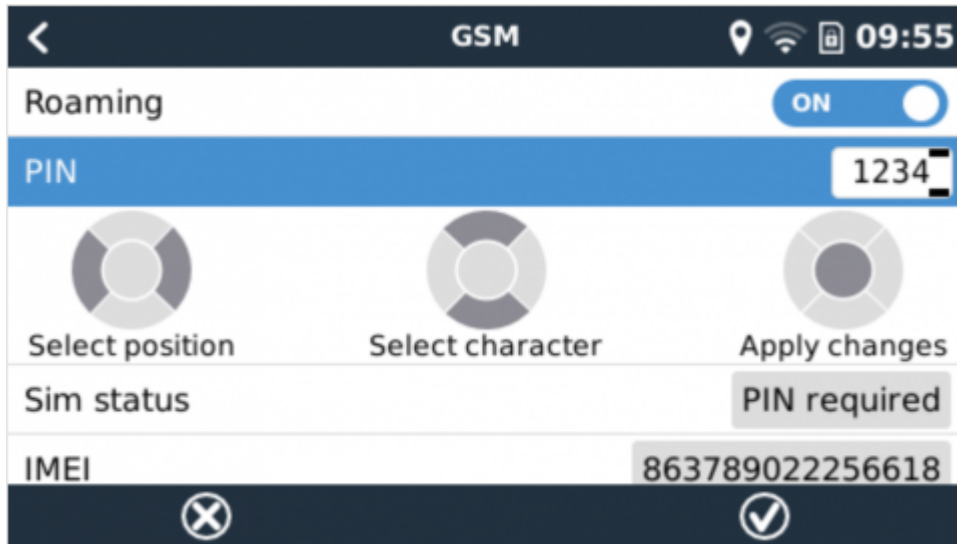 GSM 09:55
Roaming ON
PIN 1234
Select position Select character Apply changes
Sim status PIN required
IMEI 863789022256618